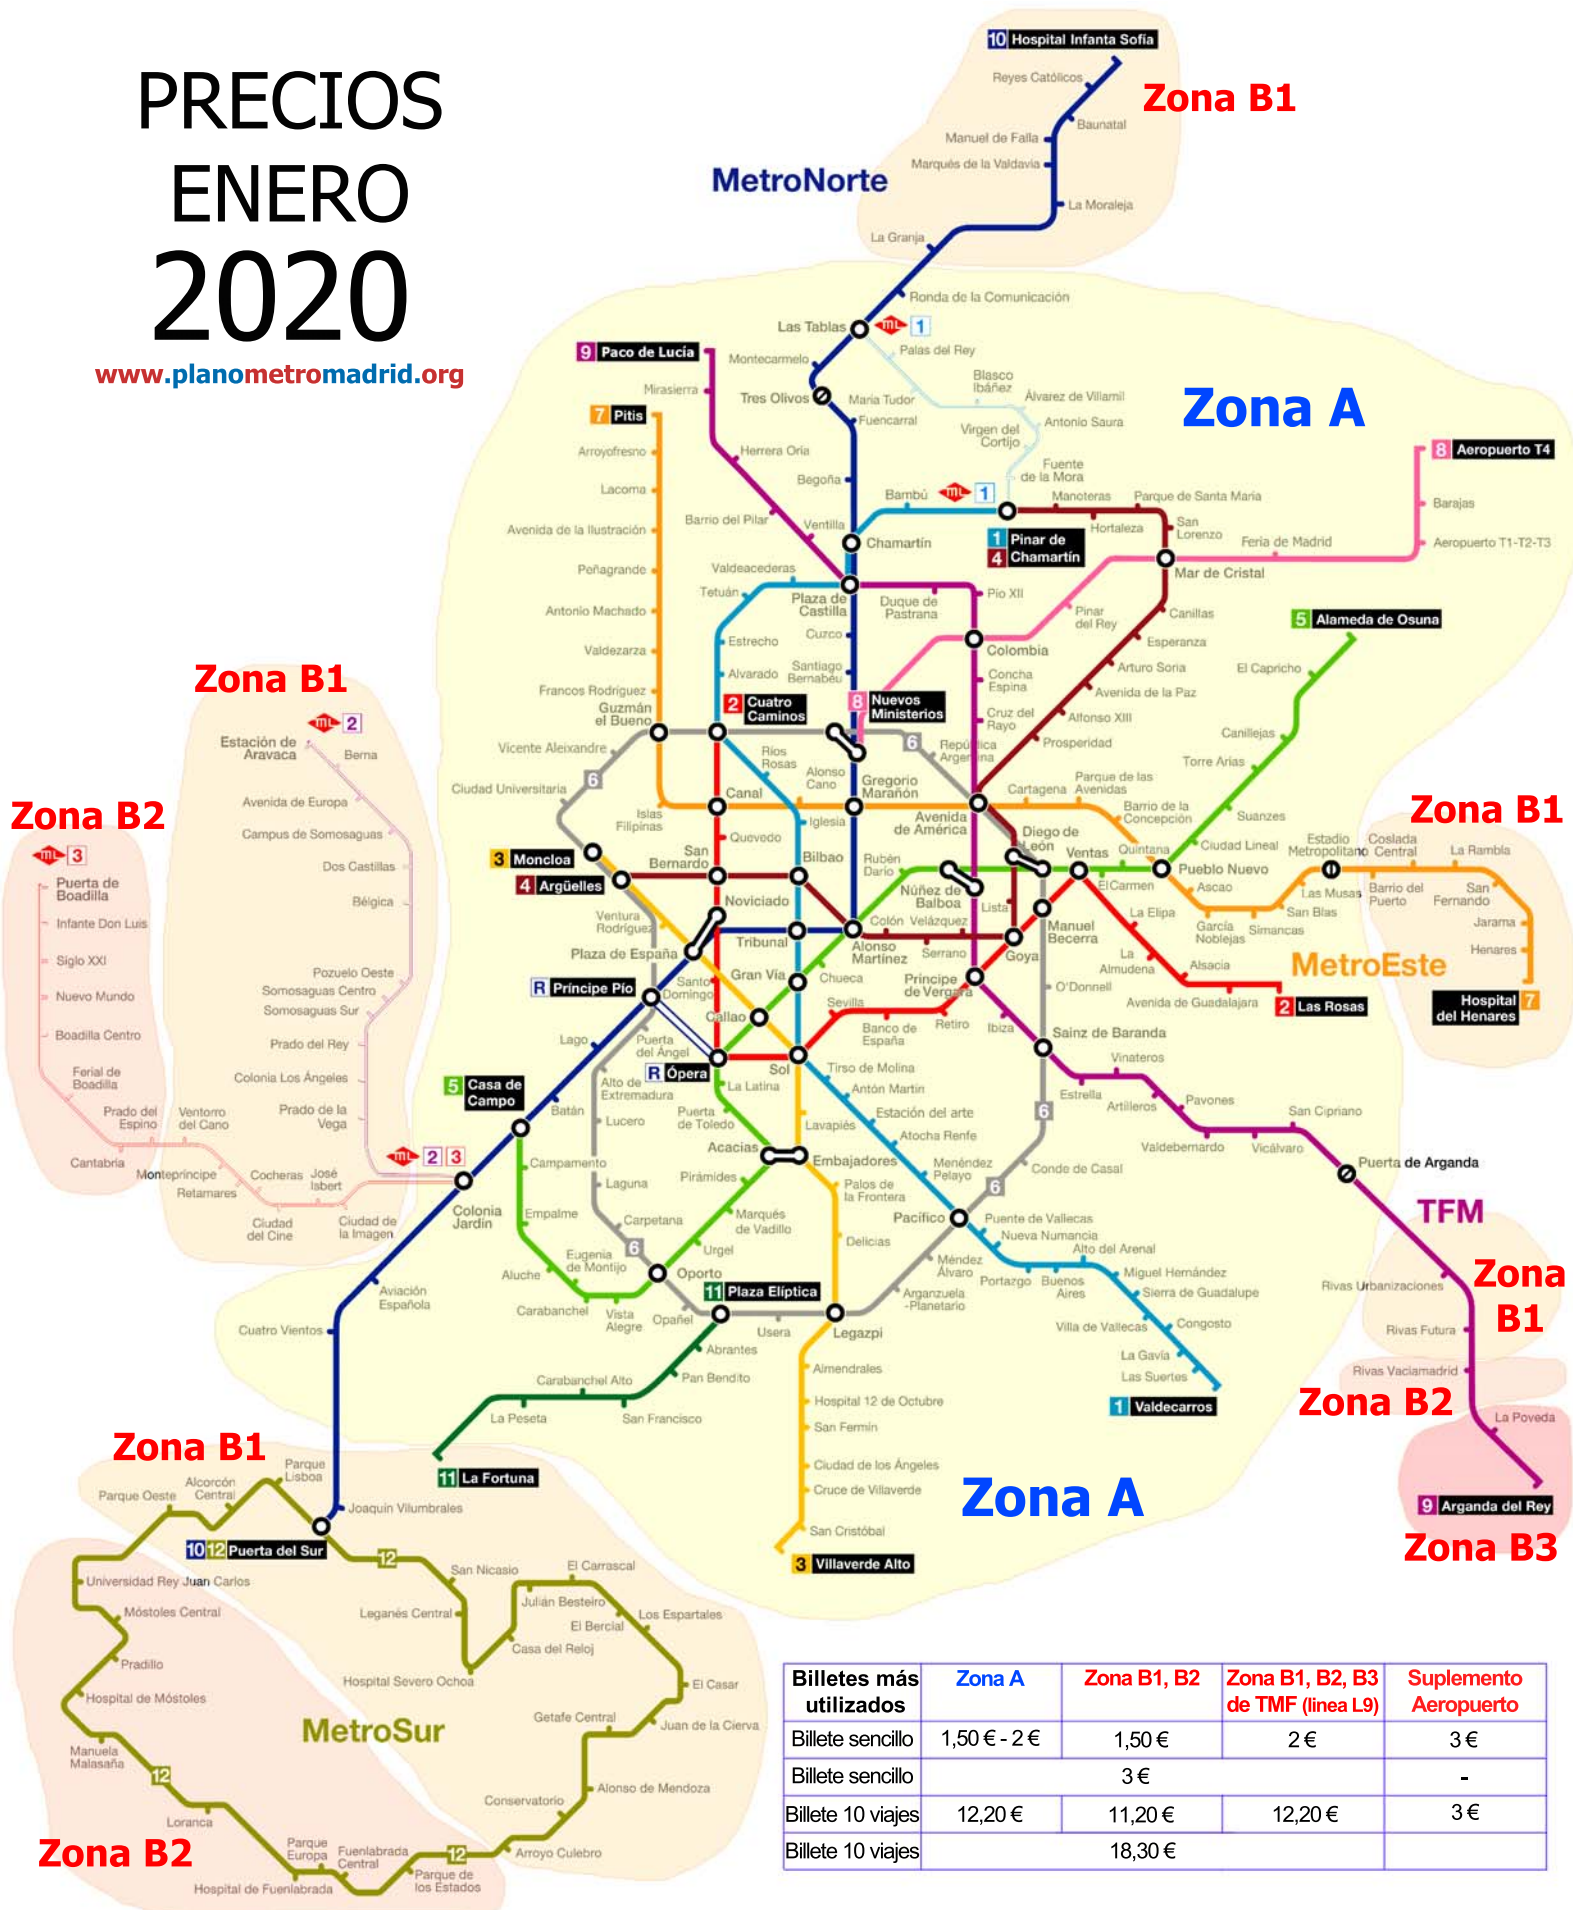 PRECIOS
ENERO
2020
www.planometromadrid.org
10 Hospital Infanta Sofía
Reyes Católicos
Zona B1
Baunatal
Manuel de Falla
Marqués de la Valdavia
MetroNorte
La Moraleja
La Granja
Ronda de la Comunicación
Las Tablas
ML 1
9 Paco de Lucía
Montecarmelo
Palas del Rey
Mirasierra
Blasco
Ibáñez
Tres Olivos
María Tudor
Álvarez de Villamil
Zona A
7 Pitis
Fuencarral
Virgen del
Cortijo
Antonio Saura
Arroyofresno
Herrera Oria
8 Aeropuerto T4
Lacoma
Begoña
Fuente
de la Mora
Bambú
ML 1
Manoteras
Parque de Santa María
Barajas
Avenida de la Ilustración
Barrio del Pilar
Ventilla
Hortaleza
San
Lorenzo
Chamartín
1 4 Pinar de
Chamartín
Feria de Madrid
Aeropuerto T1-T2-T3
Peñagrande
Valdeacederas
Mar de Cristal
Tetuán
Plaza de
Castilla
Duque de
Pastrana
Pío XII
Antonio Machado
Pinar
del Rey
Canillas
5 Alameda de Osuna
Estrecho
Cuzco
Esperanza
Valdezarza
Colombia
Alvarado
Santiago
Bernabéu
Concha
Espina
Arturo Soria
El Capricho
Zona B1
Francos Rodríguez
Avenida de la Paz
ML 2
Guzmán
el Bueno
2 Cuatro
Caminos
8 Nuevos
Ministerios
Cruz del
Rayo
Alfonso XIII
Estación de
Aravaca
Berna
Vicente Aleixandre
6
República
Argentina
Prosperidad
Canillejas
Ríos
Rosas
Torre Arias
6
Alonso
Cano
Gregorio
Marañón
Cartagena
Parque de las
Avenidas
Ciudad Universitaria
Avenida de Europa
Canal
Barrio de la
Concepción
Suanzes
Zona B2
Islas
Filipinas
Iglesia
Avenida
de América
Zona B1
Campus de Somosaguas
Quevedo
Diego de
León
Ciudad Lineal
Estadio
Metropolitano
Coslada
Central
La Rambla
ML 3
3 Moncloa
San
Bernardo
Bilbao
Rubén
Darío
Ventas
Quintana
Dos Castillas
Pueblo Nuevo
Puerta de
Boadilla
4 Argüelles
Núñez de
Balboa
El Carmen
Ascao
Las Musas
Barrio del
Puerto
San
Fernando
Bélgica
Noviciado
Lista
La Elipa
San Blas
Infante Don Luis
Ventura
Rodríguez
Colón
Velázquez
Manuel
Becerra
García
Noblejas
Simancas
Jarama
Tribunal
Alonso
Martínez
Serrano
Goya
Henares
Siglo XXI
Plaza de España
La
Almudena
Alsacia
MetroEste
Pozuelo Oeste
Gran Vía
Chueca
Príncipe
de Vergara
O'Donnell
Nuevo Mundo
Somosaguas Centro
R Príncipe Pío
Santo
Domingo
Avenida de Guadalajara
2 Las Rosas
Hospital
del Henares 7
Somosaguas Sur
Callao
Sevilla
Banco de
España
Retiro
Ibiza
Sainz de Baranda
Boadilla Centro
Prado del Rey
Lago
Puerta
del Ángel
Vinateros
Ferial de
Boadilla
Colonia Los Ángeles
R Ópera
Sol
Tirso de Molina
5 Casa de
Campo
Alto de
Extremadura
La Latina
Antón Martín
Estrella
Artilleros
Pavones
Prado del
Espino
Ventorro
del Cano
Prado de la
Vega
Batán
Lucero
Puerta
de Toledo
Lavapiés
Estación del arte
6
San Cipriano
Atocha Renfe
Valdebernardo
Vicálvaro
Cantabria
ML 2 3
Acacias
Embajadores
Menéndez
Pelayo
Conde de Casal
Puerta de Arganda
Montepríncipe
Cocheras
José
Isbert
Campamento
Retamares
Laguna
Pirámides
Palos de
la Frontera
6
TFM
Ciudad
del Cine
Ciudad de
la Imagen
Colonia
Jardín
Empalme
Carpetana
Marqués
de Vadillo
Pacífico
Puente de Vallecas
Nueva Numancia
Delicias
Alto del Arenal
Eugenia
de Montijo
6
Urgel
Méndez
Álvaro
Aluche
Oporto
Portazgo
Buenos
Aires
Miguel Hernández
Rivas Urbanizaciones
Zona
B1
Aviación
Española
11 Plaza Elíptica
Arganzuela
-Planetario
Sierra de Guadalupe
Carabanchel
Vista
Alegre
Opañel
Usera
Legazpi
Villa de Vallecas
Congosto
Rivas Futura
Cuatro Vientos
Abrantes
La Gavía
Almendrales
Las Suertes
Rivas Vaciamadrid
Carabanchel Alto
Pan Bendito
Zona B2
Hospital 12 de Octubre
1 Valdecarros
La Peseta
San Francisco
San Fermín
La Poveda
Zona B1
Ciudad de los Ángeles
Parque
Lisboa
11 La Fortuna
Cruce de Villaverde
Zona A
9 Arganda del Rey
Alcorcón
Central
Parque Oeste
Joaquín Vilumbrales
San Cristóbal
Zona B3
10 12 Puerta del Sur
12
3 Villaverde Alto
San Nicasio
El Carrascal
Universidad Rey Juan Carlos
Julián Besteiro
Móstoles Central
Leganés Central
El Bercial
Los Espartales
Casa del Reloj
Pradillo
Hospital Severo Ochoa
El Casar
Hospital de Móstoles
MetroSur
Getafe Central
Juan de la Cierva
Manuela
Malasaña
12
Alonso de Mendoza
Conservatorio
Loranca
Zona B2
Parque
Europa
Fuenlabrada
Central
12
Arroyo Culebro
Hospital de Fuenlabrada
Parque de
los Estados
Billetes más
utilizados
Zona A
Zona B1, B2
Zona B1, B2, B3
de TMF (linea L9)
Suplemento
Aeropuerto
Billete sencillo 1,50 € - 2 € 1,50 € 2 € 3 €
Billete sencillo 3 € -
Billete 10 viajes 12,20 € 11,20 € 12,20 € 3 €
Billete 10 viajes 18,30 €